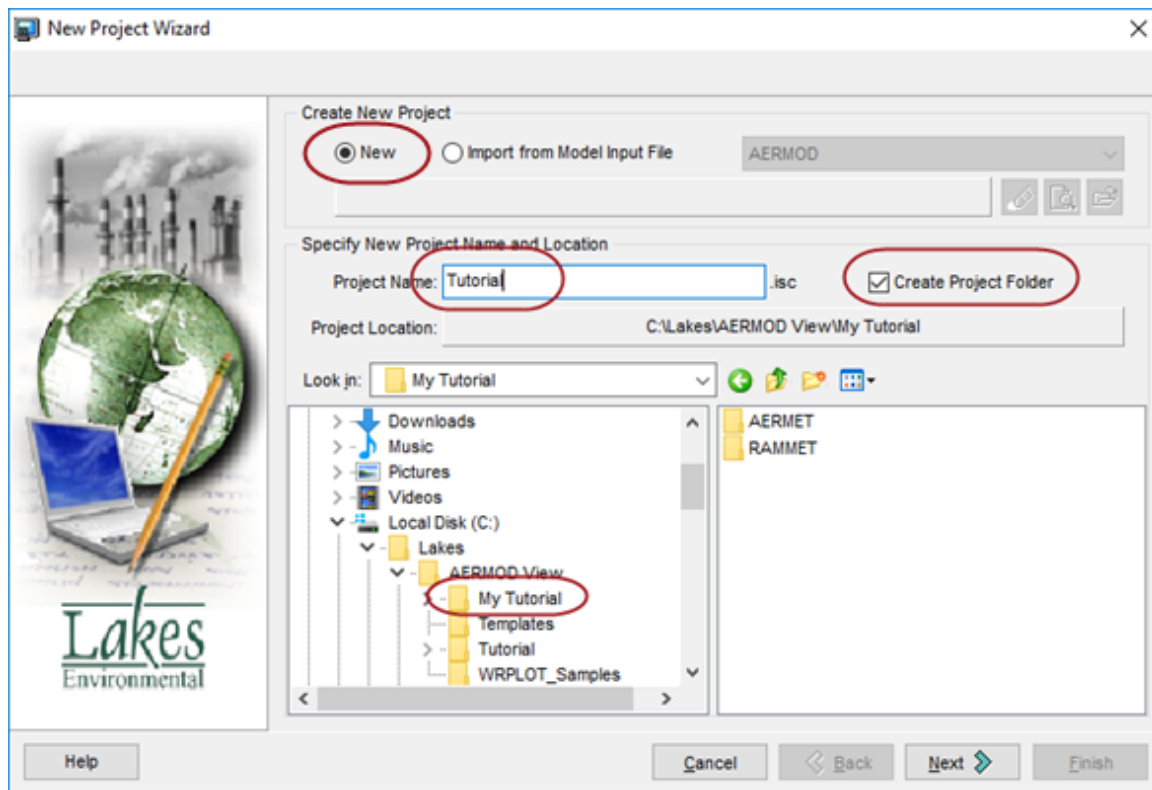 New Project Wizard
Create New Project
New
Import from Model Input File
AERMOD
Specify New Project Name and Location
Project Name: Tutorial .isc
Create Project Folder
Project Location: C:\Lakes\AERMOD View\My Tutorial
Look in: My Tutorial
Downloads
Music
Pictures
Videos
Local Disk (C:)
Lakes
AERMOD View
My Tutorial
Templates
Tutorial
WRPLOT_Samples
AERMET
RAMMET
Lakes
Environmental
Help
Cancel
Back
Next
Finish